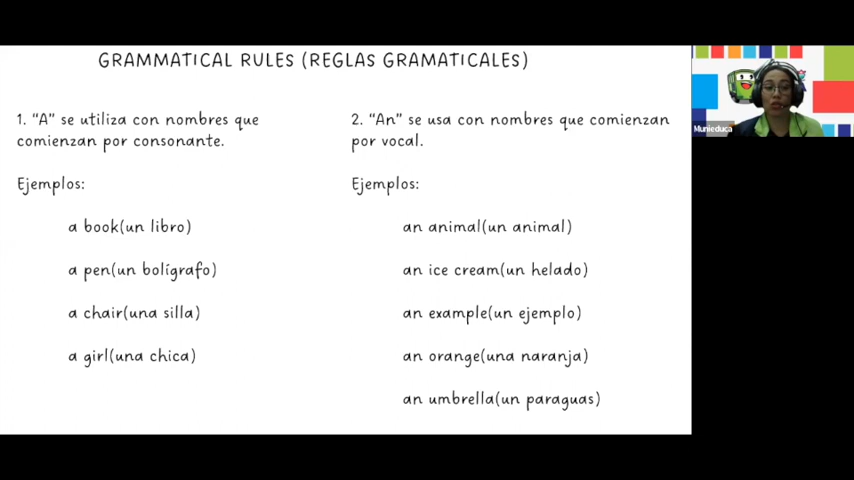 GRAMMATICAL RULES (REGLAS GRAMATICALES)
1. “A” se utiliza con nombres que
comienzan por consonante.
Ejemplos:
a book(un libro)
a pen(un bolígrafo)
a chair(una silla)
a girl(una chica)
2. “An” se usa con nombres que comienzan
por vocal.
Ejemplos:
an animal(un animal)
an ice cream(un helado)
an example(un ejemplo)
an orange(una naranja)
an umbrella(un paraguas)
Munieduca